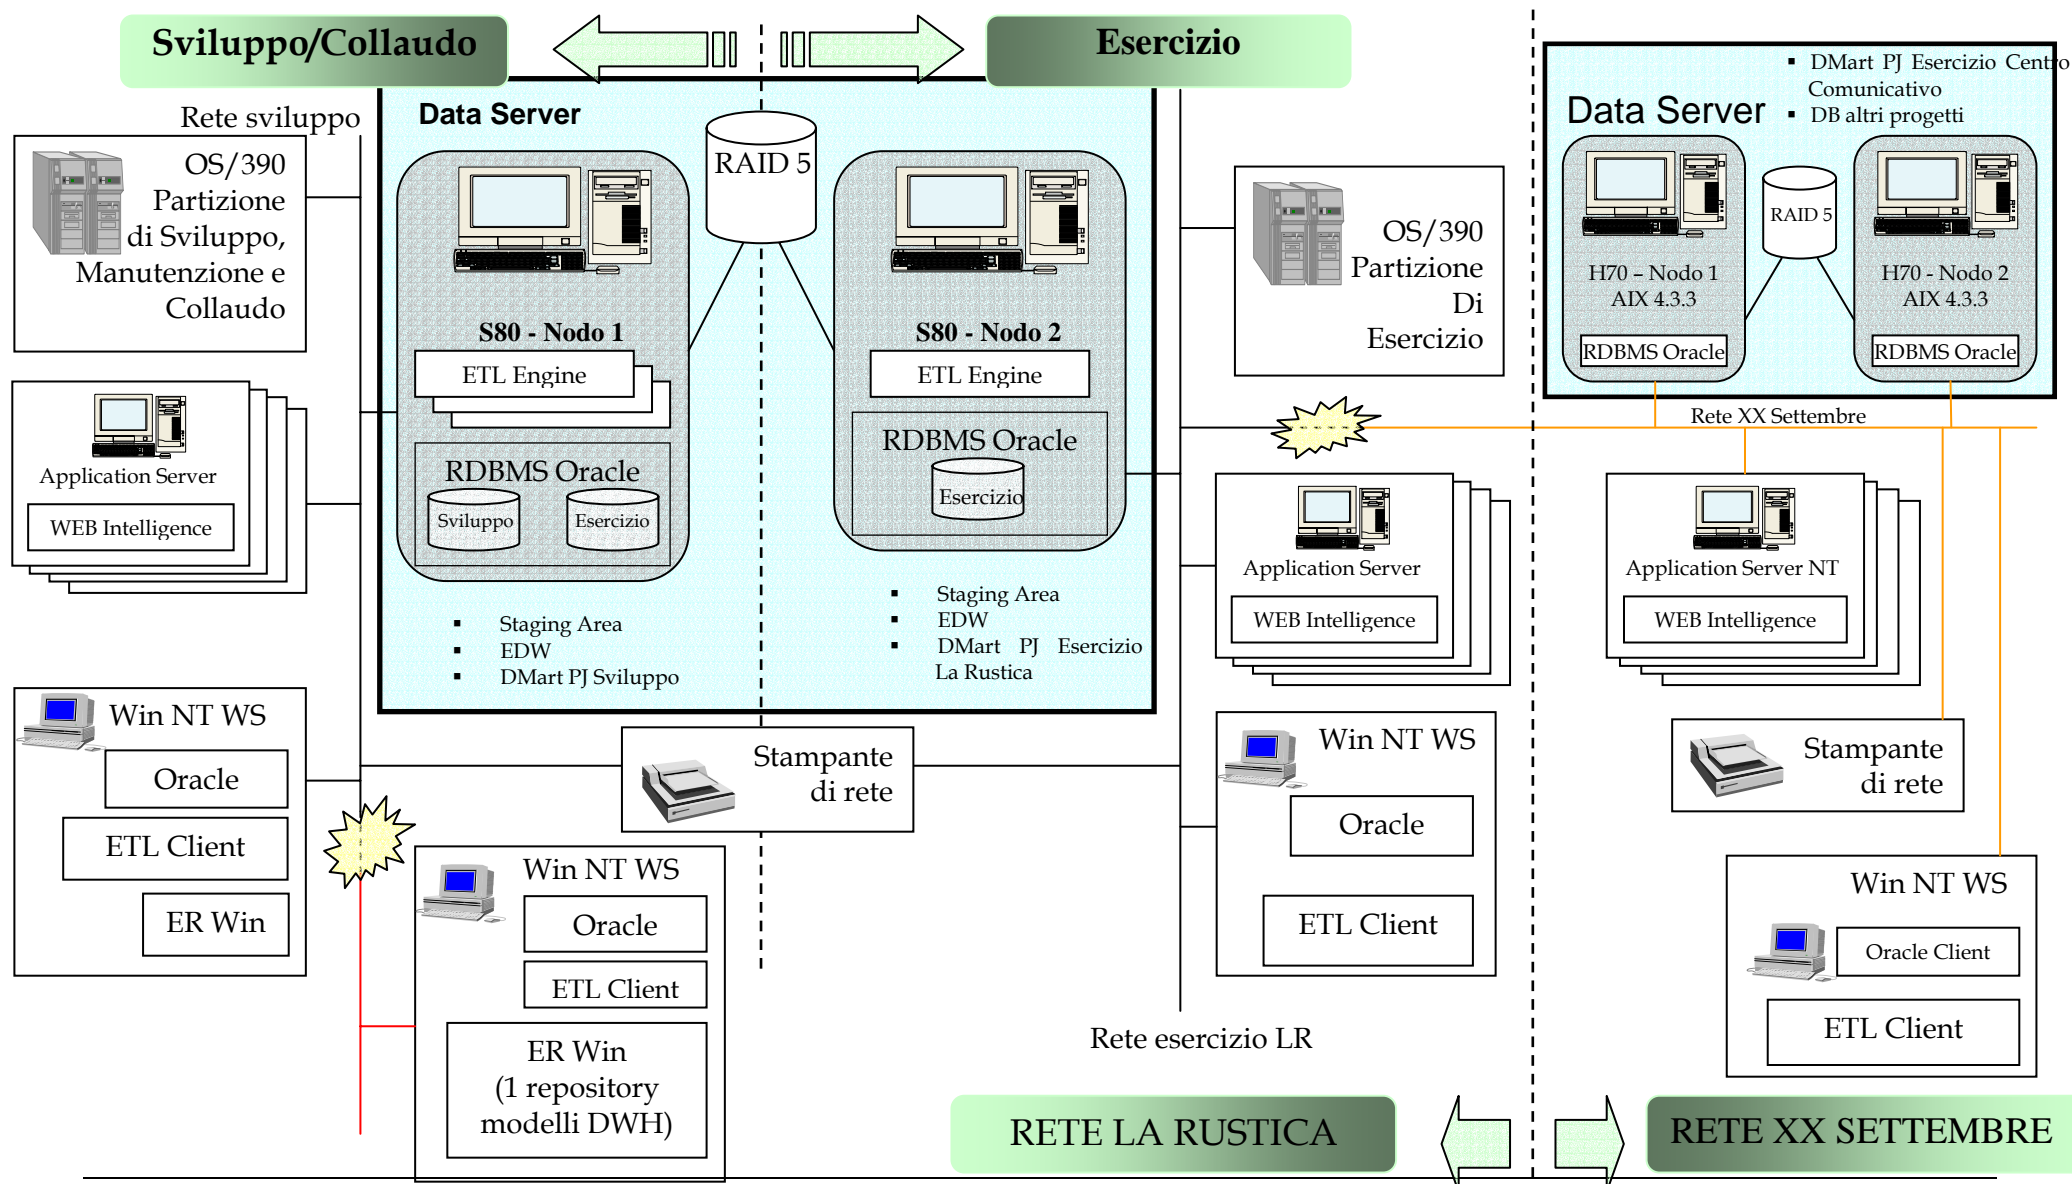 Sviluppo/Collaudo
Esercizio
Rete sviluppo
OS/390
Partizione
di Sviluppo,
Manutenzione e
Collaudo
Application Server
WEB Intelligence
Win NT WS
Oracle
ETL Client
ER Win
Data Server
RAID 5
S80 - Nodo 1
ETL Engine
RDBMS Oracle
Sviluppo
Esercizio
▪ Staging Area
▪ EDW
▪ DMart PJ Sviluppo
S80 - Nodo 2
ETL Engine
RDBMS Oracle
Esercizio
▪ Staging Area
▪ EDW
▪ DMart PJ Esercizio
La Rustica
Stampante
di rete
Win NT WS
Oracle
ETL Client
ER Win
(1 repository
modelli DWH)
OS/390
Partizione
Di
Esercizio
Application Server
WEB Intelligence
Win NT WS
Oracle
ETL Client
Rete esercizio LR
▪ DMart PJ Esercizio Centro
Comunicativo
▪ DB altri progetti
Data Server
RAID 5
H70 – Nodo 1
AIX 4.3.3
RDBMS Oracle
H70 - Nodo 2
AIX 4.3.3
RDBMS Oracle
Rete XX Settembre
Application Server NT
WEB Intelligence
Stampante
di rete
Win NT WS
Oracle Client
ETL Client
RETE LA RUSTICA
RETE XX SETTEMBRE